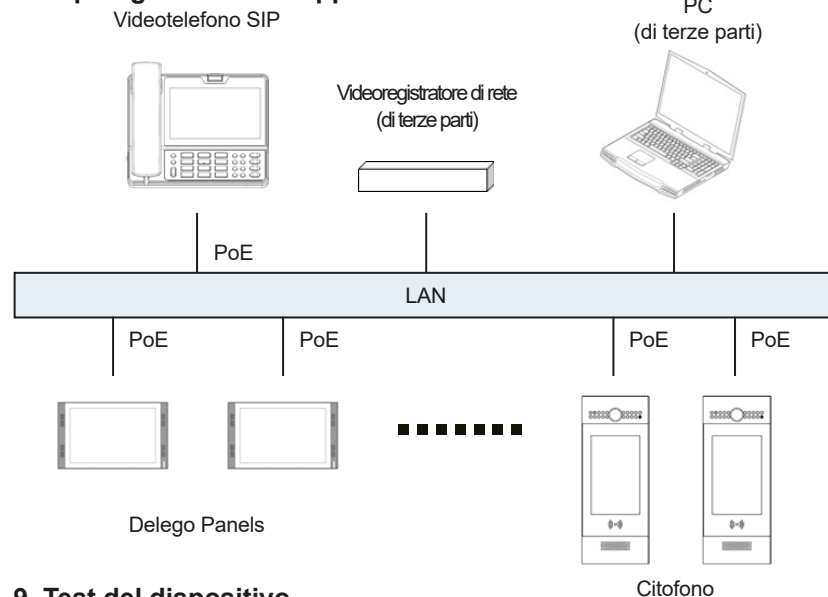 Videotelefono SIP
PC
(di terze parti)
Videoregistratore di rete
(di terze parti)
PoE
LAN
PoE
PoE
PoE
PoE
Delego Panels
Citofono
9. Test del dispositivo